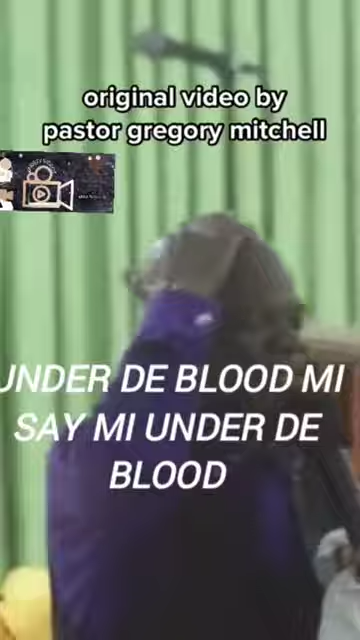 original video by
pastor gregory mitchell
UNDER DE BLOOD MI
SAY MI UNDER DE
BLOOD